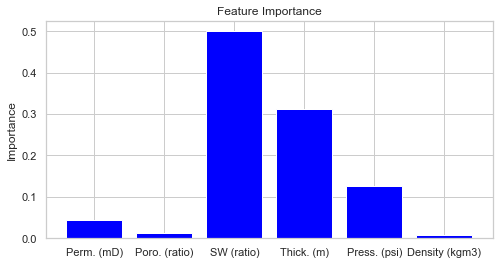 Feature Importance
Importance
0.5
0.4
0.3
0.2
0.1
0.0
Perm. (mD) Poro. (ratio) SW (ratio) Thick. (m) Press. (psi) Density (kgm3)